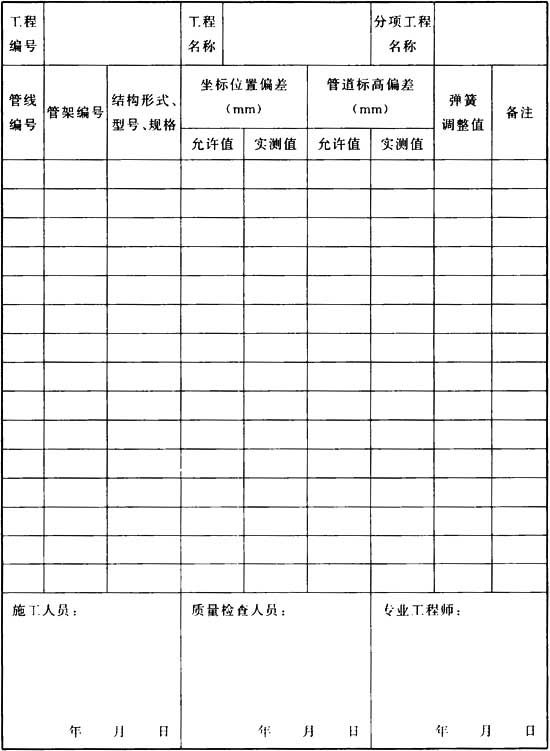 工程
编号
工程
名称
分项工程
名称
管线
编号
管架编号
结构形式、
型号、规格
坐标位置偏差
(mm)
允许值
实测值
管道标高偏差
(mm)
允许值
实测值
弹簧
调整值
备注
施工人员：
年 月 日
质量检查人员：
年 月 日
专业工程师：
年 月 日